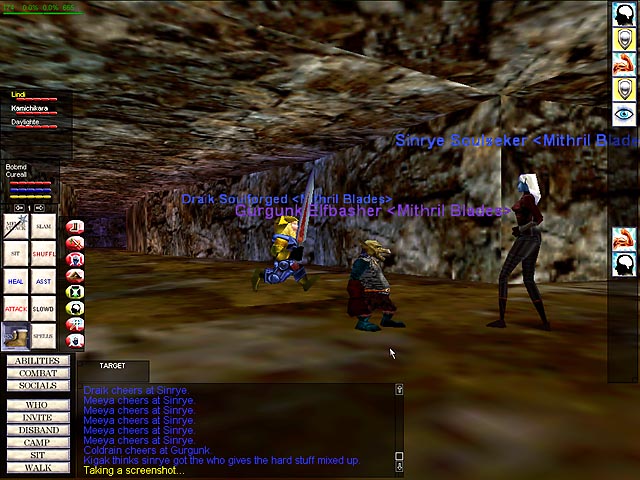 Lindi
Kamichikara
Daylighte
Bobmd
Cureall
Sinrye Soulseeker <Mithril Blade
Draik Soulforged <Mithril Blades>
Gurgunk Elfbasher <Mithril Blades>
1
SLAM
SIT
SHUFFL
HEAL
ASST
ATTACK
SLOWD
SPELLS
ABILITIES
COMBAT
SOCIALS
WHO
INVITE
DISBAND
CAMP
SIT
WALK
TARGET
Draik cheers at Sinrye.
Meeya cheers at Sinrye.
Meeya cheers at Sinrye.
Meeya cheers at Sinrye.
Meeya cheers at Sinrye.
Meeya cheers at Sinrye.
Coldrain cheers at Gurgunk.
Kigak thinks sinrye got the who gives the hard stuff mixed up.
Taking a screenshot...